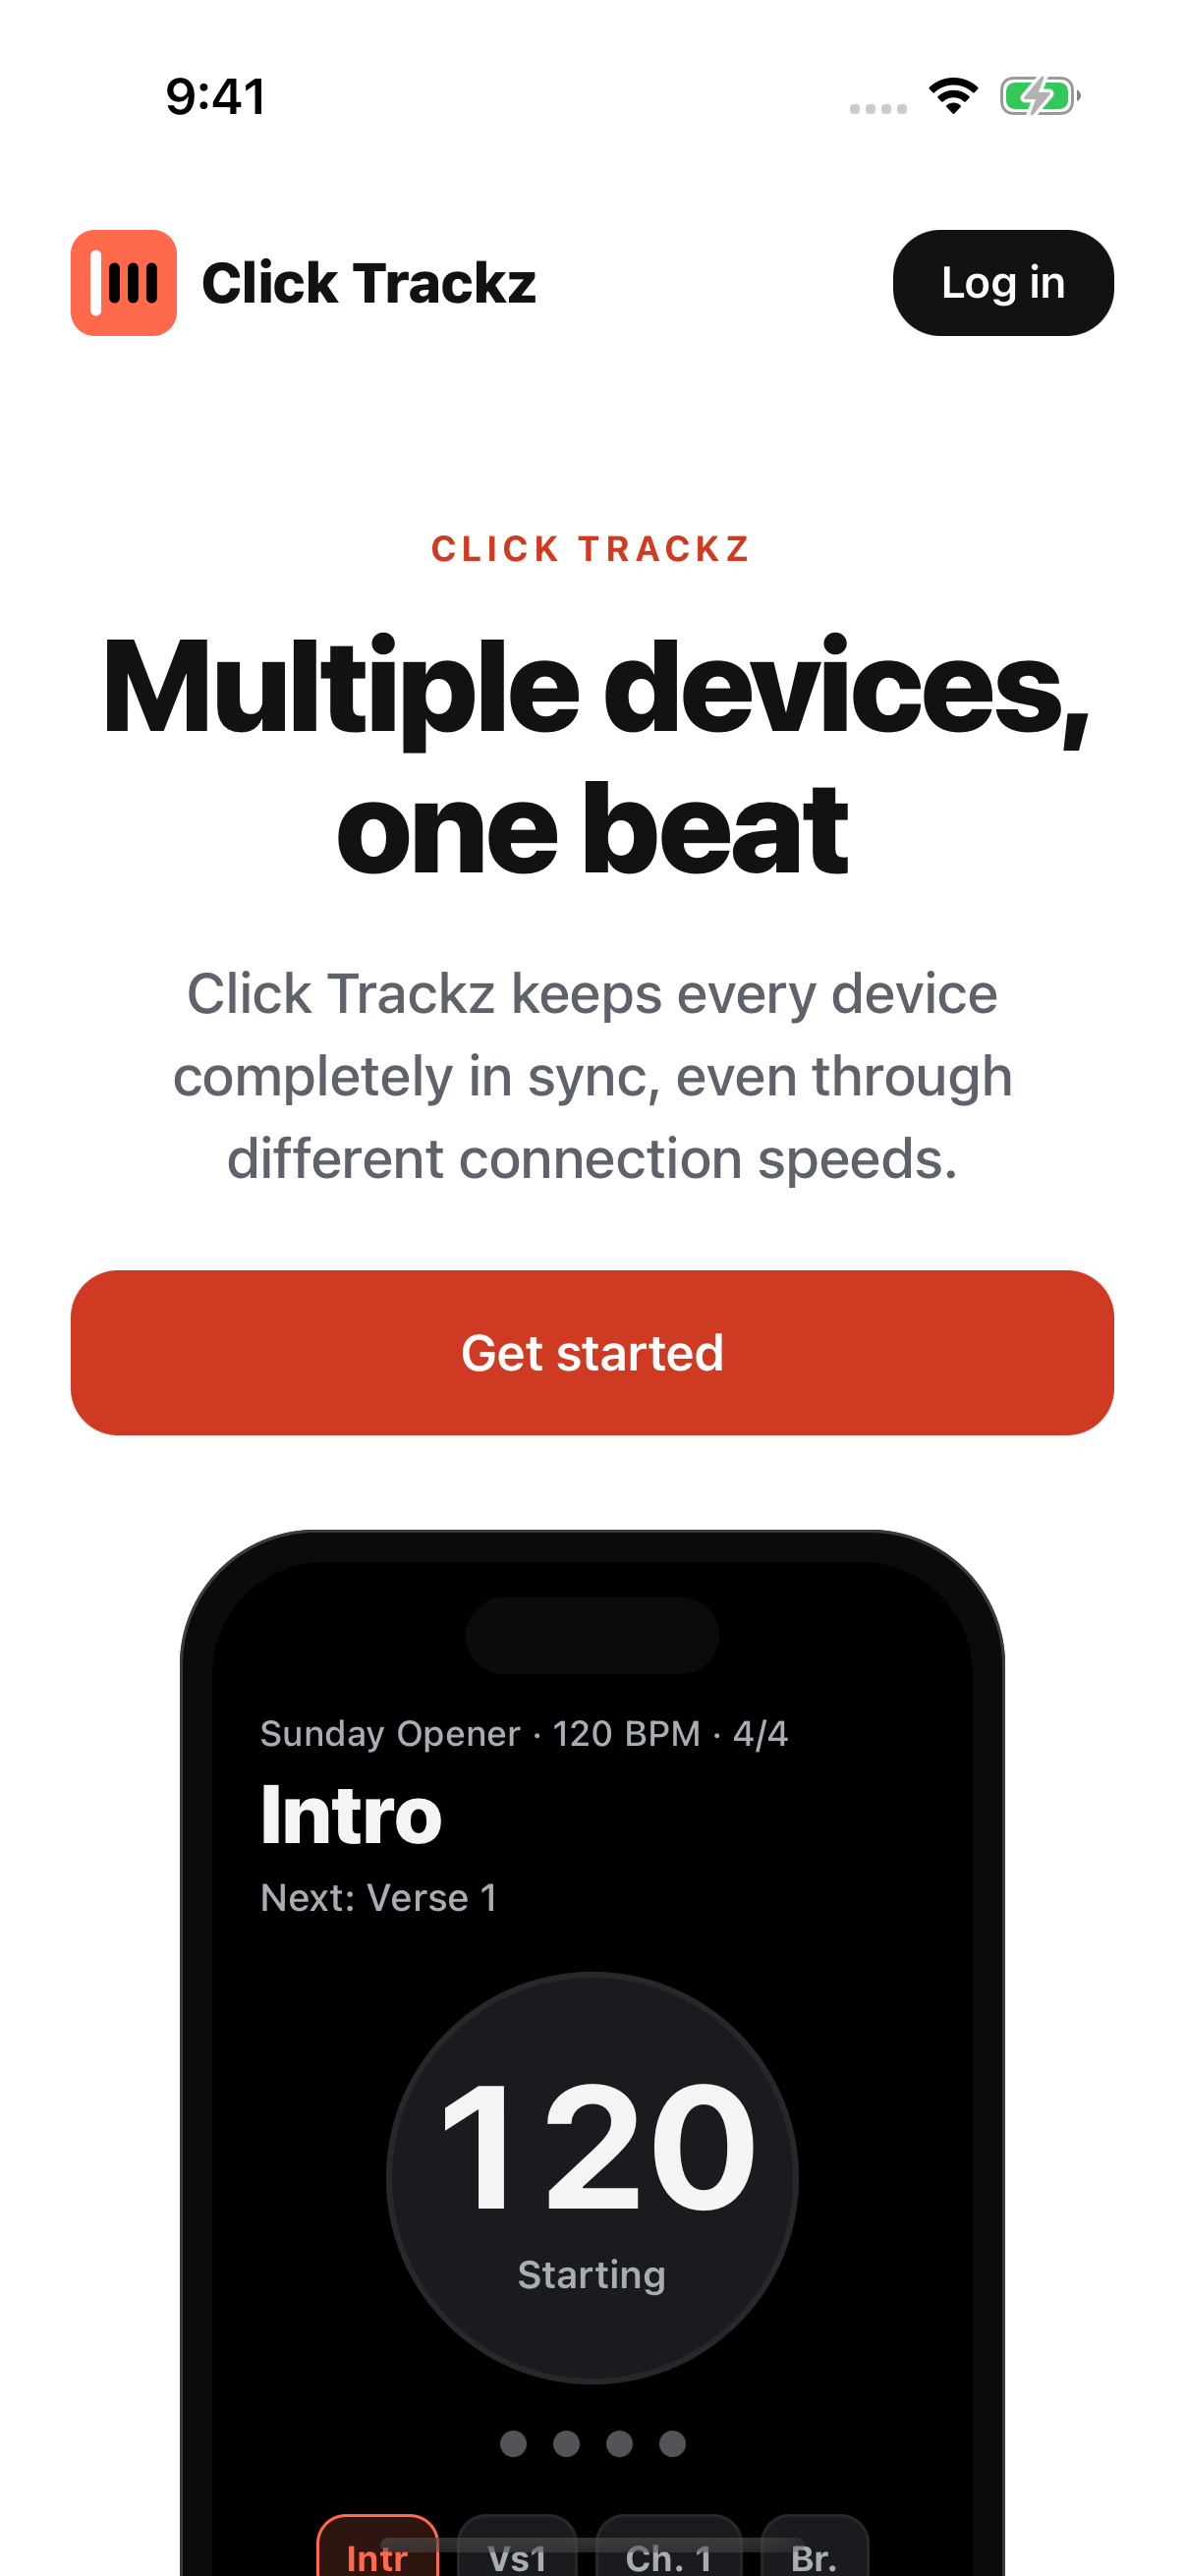 9:41
Click Trackz
Log in
CLICK TRACKZ
Multiple devices,
one beat
Click Trackz keeps every device
completely in sync, even through
different connection speeds.
Get started
Sunday Opener · 120 BPM · 4/4
Intro
Next: Verse 1
120
Starting
Intr Vs1 Ch. 1 Br.